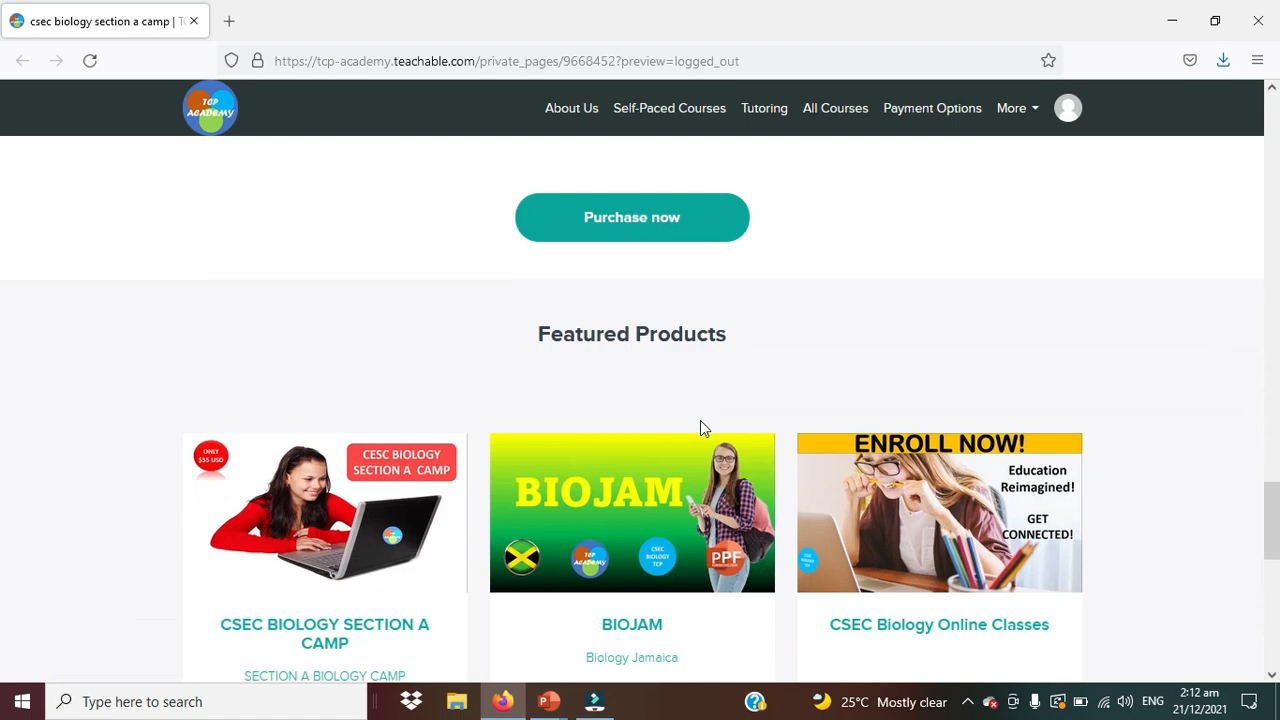 csec biology section a camp | T
https://tcp-academy.teachable.com/private_pages/9668452?preview=logged_out
TCP
ACADEMY
About Us
Self-Paced Courses
Tutoring
All Courses
Payment Options
More
Purchase now
Featured Products
ONLY
$55 USD
CESC BIOLOGY
SECTION A CAMP
BIOJAM
TCP
ACADEMY
CSEC
BIOLOGY
TCP
PPF
ENROLL NOW!
Education
Reimagined!
GET
CONNECTED!
CSEC BIOLOGY SECTION A
CAMP
SECTION A BIOLOGY CAMP
BIOJAM
Biology Jamaica
CSEC Biology Online Classes
Type here to search
25°C Mostly clear
ENG
2:12 am
21/12/2021